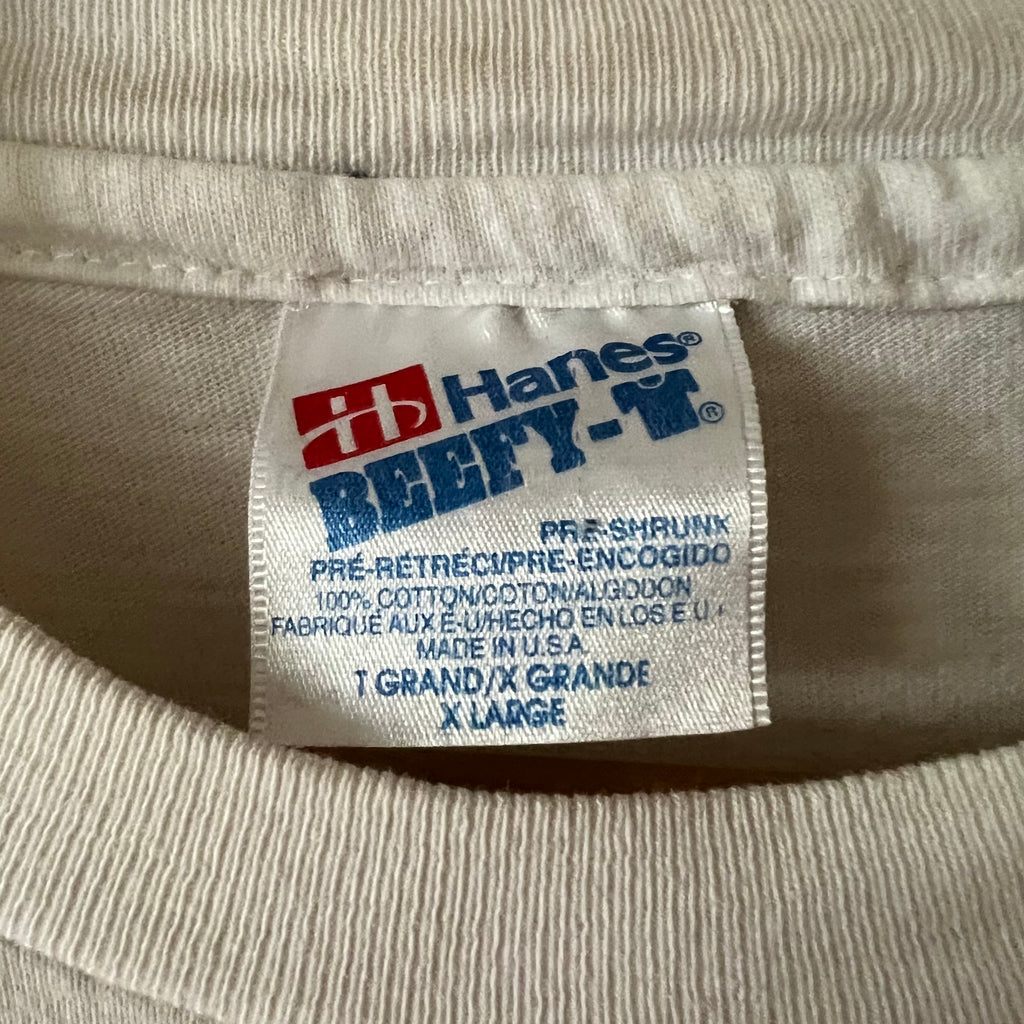 Hanes®
BEEFY-T®
PRE-SHRUNK
PRÉ-RÉTRÉCI/PRE-ENCOGIDO
100% COTTON/COTON/ALGODON
FABRIQUÉ AUX É-U/HECHO EN LOS E.U.
MADE IN U.S.A.
T GRAND/X GRANDE
X LARGE